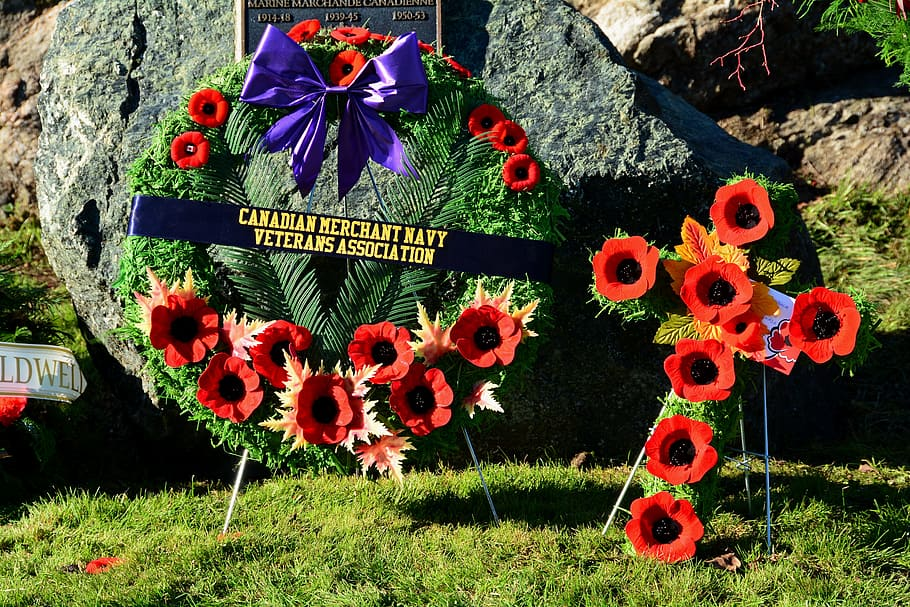 MARINE MARCHANDE CANADIENNE
1914-18 1939-45 1950-53
CANADIAN MERCHANT NAVY
VETERANS ASSOCIATION
LDWEL